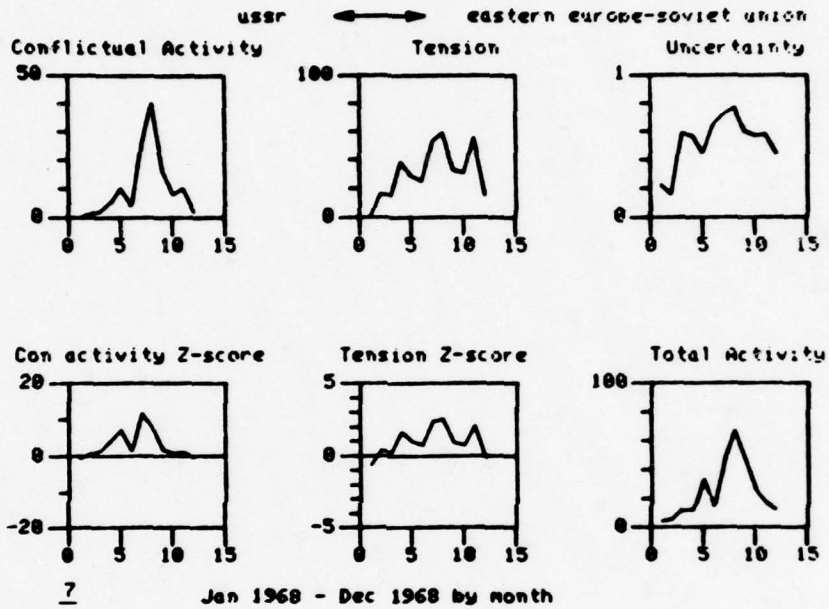 ussr eastern europe-soviet union
Conflictual Activity Tension Uncertainty
50 100 1
0 0 0
0 5 10 15 0 5 10 15 0 5 10 15
Con activity Z-score Tension Z-score Total Activity
20 5 100
0 0
-20 -5 0
0 5 10 15 0 5 10 15 0 5 10 15
7 Jan 1968 - Dec 1968 by month